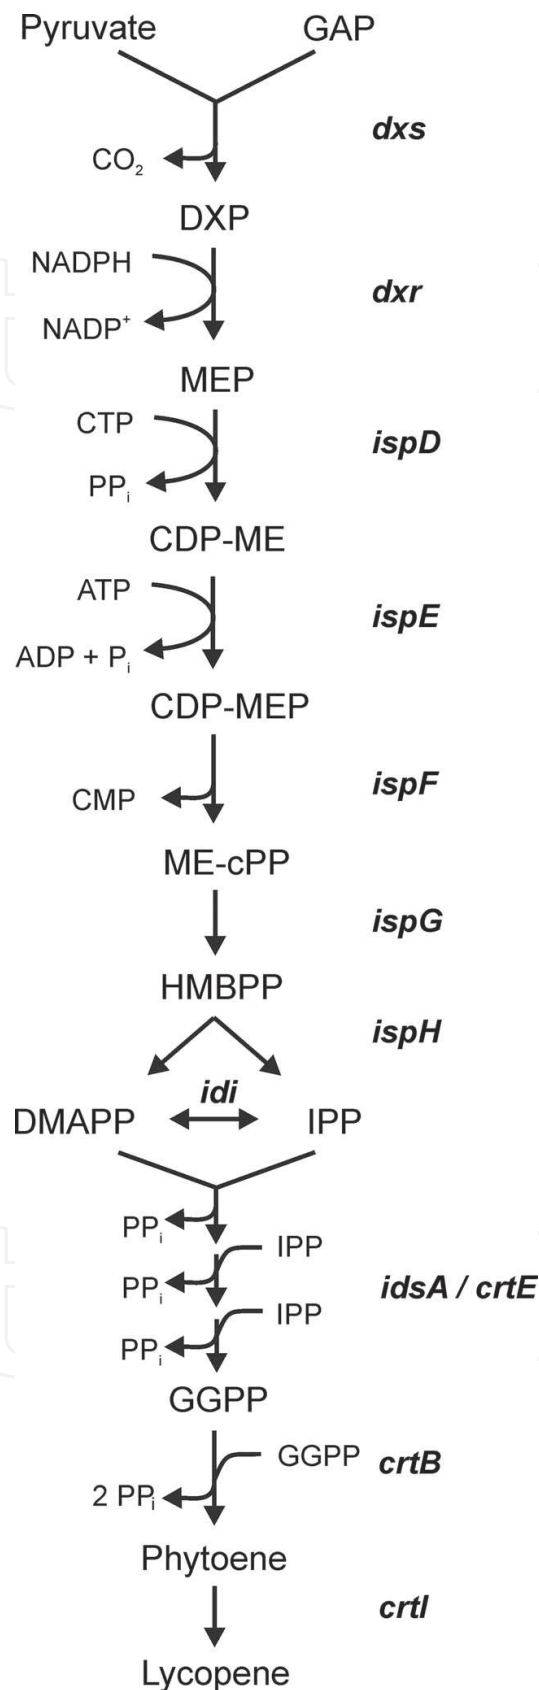 Pyruvate GAP
dxs
CO₂
DXP
NADPH
dxr
NADP⁺
MEP
CTP
ispD
PPᵢ
CDP-ME
ATP
ispE
ADP + Pᵢ
CDP-MEP
ispF
CMP
ME-cPP
ispG
HMBPP
ispH
idi
DMAPP IPP
PPᵢ
IPP
PPᵢ
idsA / crtE
IPP
PPᵢ
GGPP
GGPP crtB
2 PPᵢ
Phytoene
crtI
Lycopene